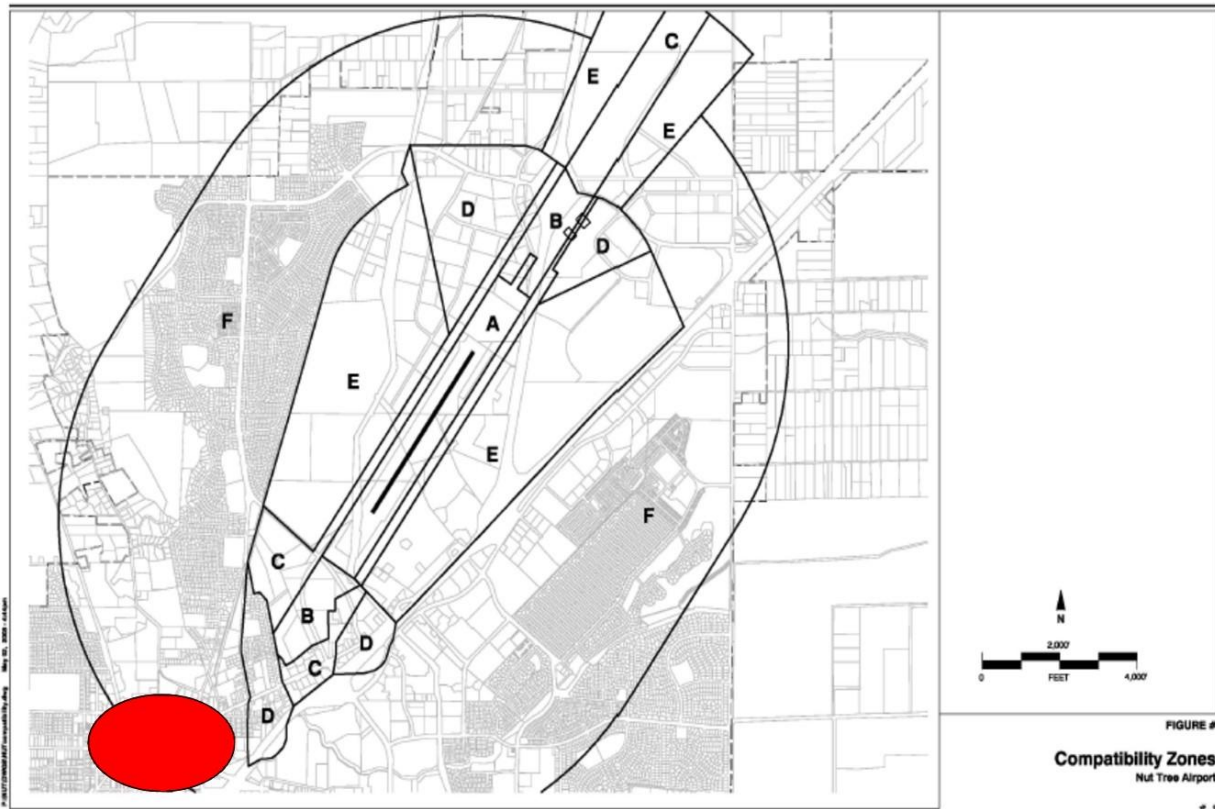 C
E
E
D
B
D
F
A
E
E
F
C
B
D
C
D
N
2,000'
0 FEET 4,000'
FIGURE #
Compatibility Zones
Nut Tree Airport